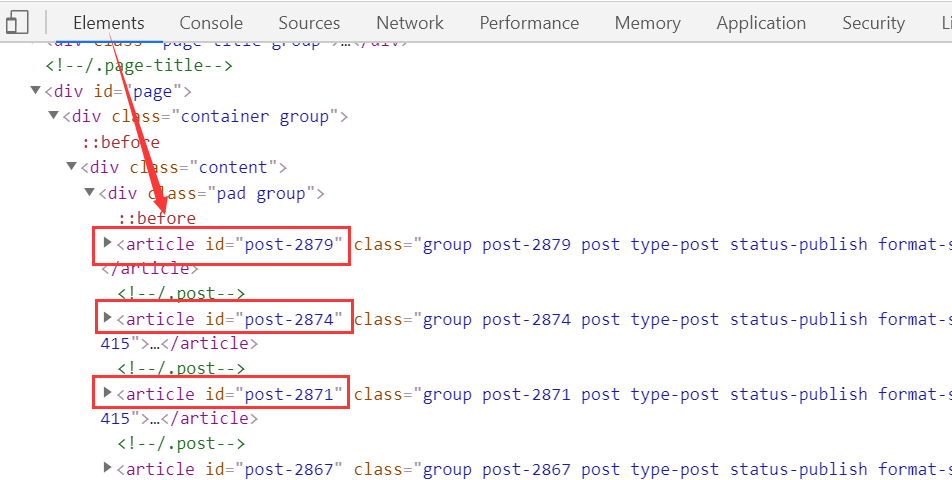 Elements Console Sources Network Performance Memory Application Security Li
<div class="page-title group">…</div>
<!--/.page-title-->
▼<div id="page">
▼<div class="container group">
::before
▼<div class="content">
▼<div class="pad group">
::before
▶<article id="post-2879" class="group post-2879 post type-post status-publish format-s
</article>
<!--/.post-->
▶<article id="post-2874" class="group post-2874 post type-post status-publish format-s
415">…</article>
<!--/.post-->
▶<article id="post-2871" class="group post-2871 post type-post status-publish format-s
415">…</article>
<!--/.post-->
▶<article id="post-2867" class="group post-2867 post type-post status-publish format-s